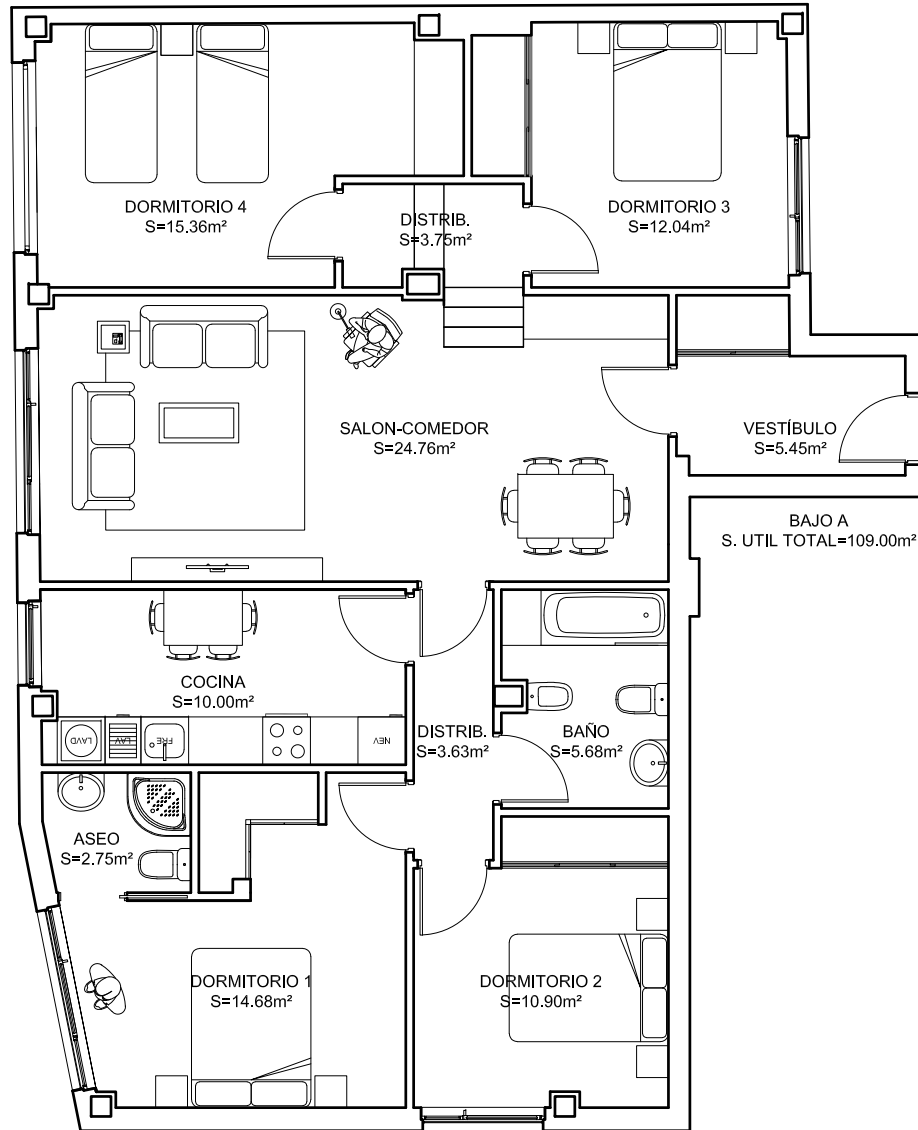 DORMITORIO 4
S=15.36m²
DISTRIB.
S=3.75m²
DORMITORIO 3
S=12.04m²
SALON-COMEDOR
S=24.76m²
VESTÍBULO
S=5.45m²
BAJO A
S. UTIL TOTAL=109.00m²
COCINA
S=10.00m²
LAVD
LAV
FRE
NEV
DISTRIB.
S=3.63m²
BAÑO
S=5.68m²
ASEO
S=2.75m²
DORMITORIO 1
S=14.68m²
DORMITORIO 2
S=10.90m²